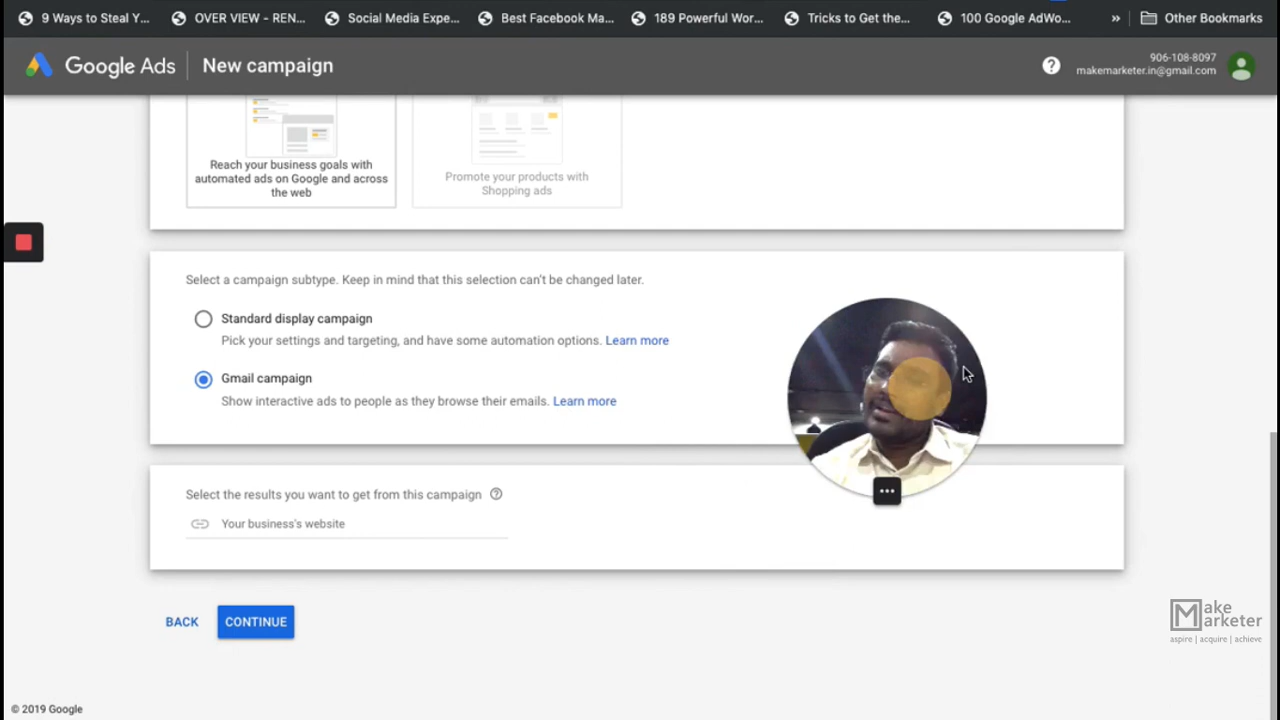 9 Ways to Steal Y...
OVER VIEW - REN...
Social Media Expe...
Best Facebook Ma...
189 Powerful Wor...
Tricks to Get the...
100 Google AdWo...
»
Other Bookmarks
Google Ads
New campaign
906-108-8097
makemarketer.in@gmail.com
Reach your business goals with
automated ads on Google and across
the web
Promote your products with
Shopping ads
Select a campaign subtype. Keep in mind that this selection can't be changed later.
Standard display campaign
Pick your settings and targeting, and have some automation options. Learn more
Gmail campaign
Show interactive ads to people as they browse their emails. Learn more
Select the results you want to get from this campaign
Your business's website
BACK
CONTINUE
Make
Marketer
aspire | acquire | achieve
© 2019 Google